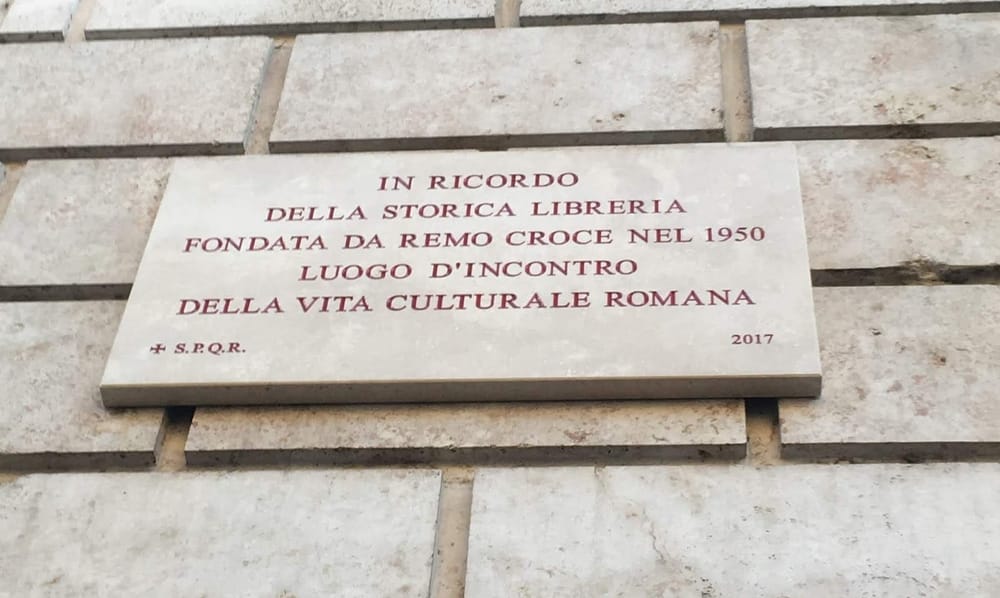 IN RICORDO
DELLA STORICA LIBRERIA
FONDATA DA REMO CROCE NEL 1950
LUOGO D'INCONTRO
DELLA VITA CULTURALE ROMANA
✠ S.P.Q.R. 2017